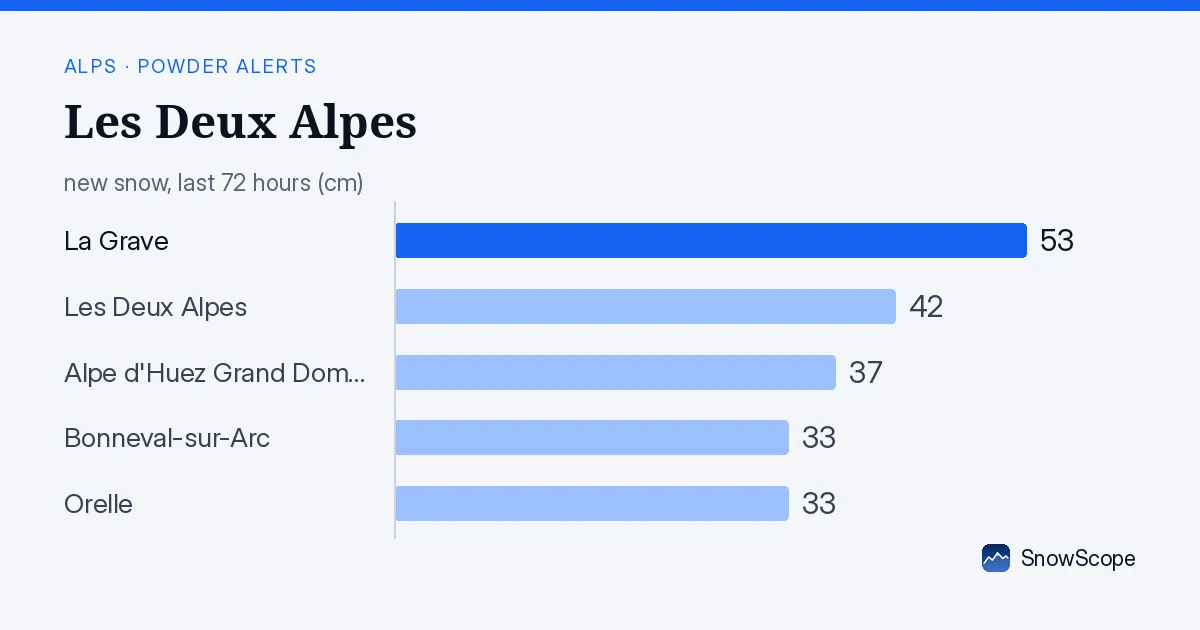 ALPS · POWDER ALERTS
Les Deux Alpes
new snow, last 72 hours (cm)
La Grave 53
Les Deux Alpes 42
Alpe d'Huez Grand Dom... 37
Bonneval-sur-Arc 33
Orelle 33
SnowScope